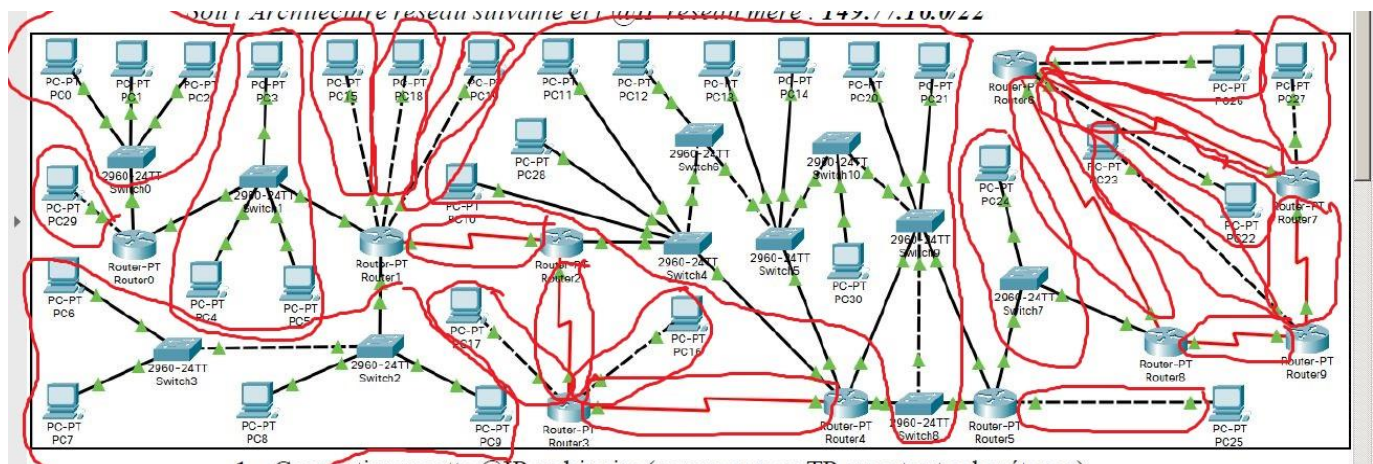 Soit l'Architecture réseau suivante et l'@IP réseau mère : 149.77.16.0/22
PC-PT PC0
PC-PT PC1
PC-PT PC2
PC-PT PC3
PC-PT PC15
PC-PT PC18
PC-PT
PC-PT PC11
PC-PT PC12
PC-PT PC13
PC-PT PC14
PC-PT PC20
PC-PT PC21
Router-PT Router6
PC-PT PC26
PC-PT PC27
2960-24TT Switch0
2960-24TT Switch1
PC-PT PC28
2960-24TT Switch6
2960-24TT Switch10
PC-PT PC23
PC-PT PC24
PC-PT PC29
PC-PT PC10
PC-PT PC22
Router-PT Router7
Router-PT Router0
Router-PT Router1
Router-PT Router2
2960-24TT Switch4
2960-24TT Switch5
PC-PT PC30
2960-24TT Switch9
2960-24TT Switch7
PC-PT PC6
PC-PT PC4
PC-PT PC5
PC-PT PC17
PC-PT PC16
2960-24TT Switch3
2960-24TT Switch2
Router-PT Router8
Router-PT Router9
PC-PT PC7
PC-PT PC8
PC-PT PC9
Router-PT Router3
Router-PT Router4
2960-24TT Switch8
Router-PT Router5
PC-PT PC25